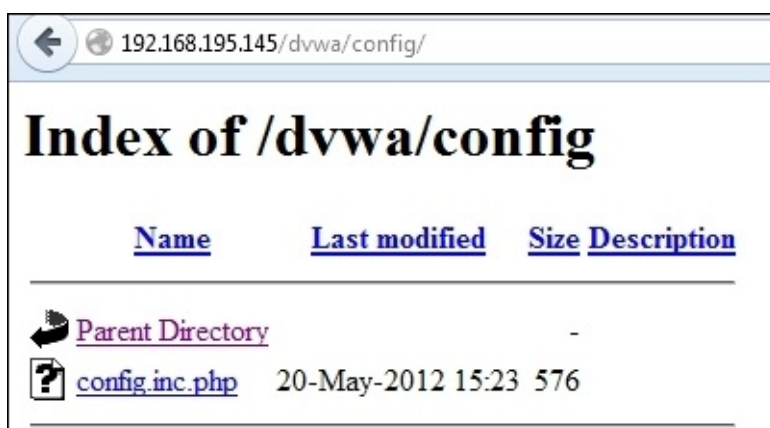 192.168.195.145/dvwa/config/
Index of /dvwa/config
Name Last modified Size Description
Parent Directory -
config.inc.php 20-May-2012 15:23 576